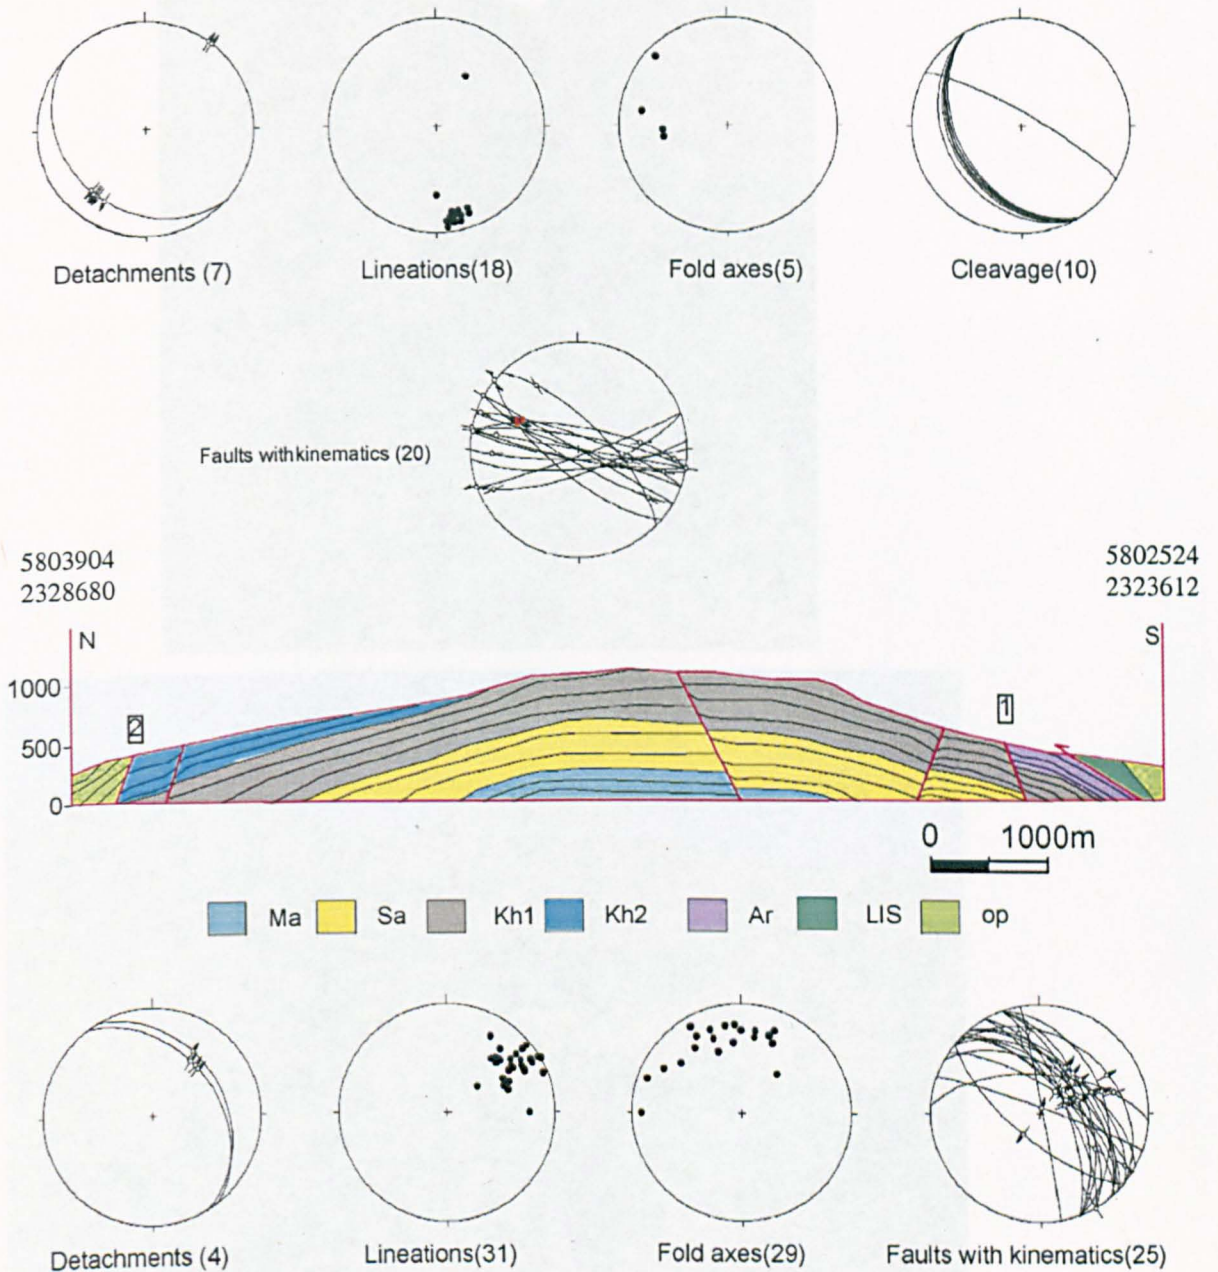 Detachments (7) Lineations(18) Fold axes(5) Cleavage(10)
Faults withkinematics (20)
5803904 5802524
2328680 2323612
N S
1000
2 1
500
0
0 1000m
Ma Sa Kh1 Kh2 Ar LIS op
Detachments (4) Lineations(31) Fold axes(29) Faults with kinematics(25)